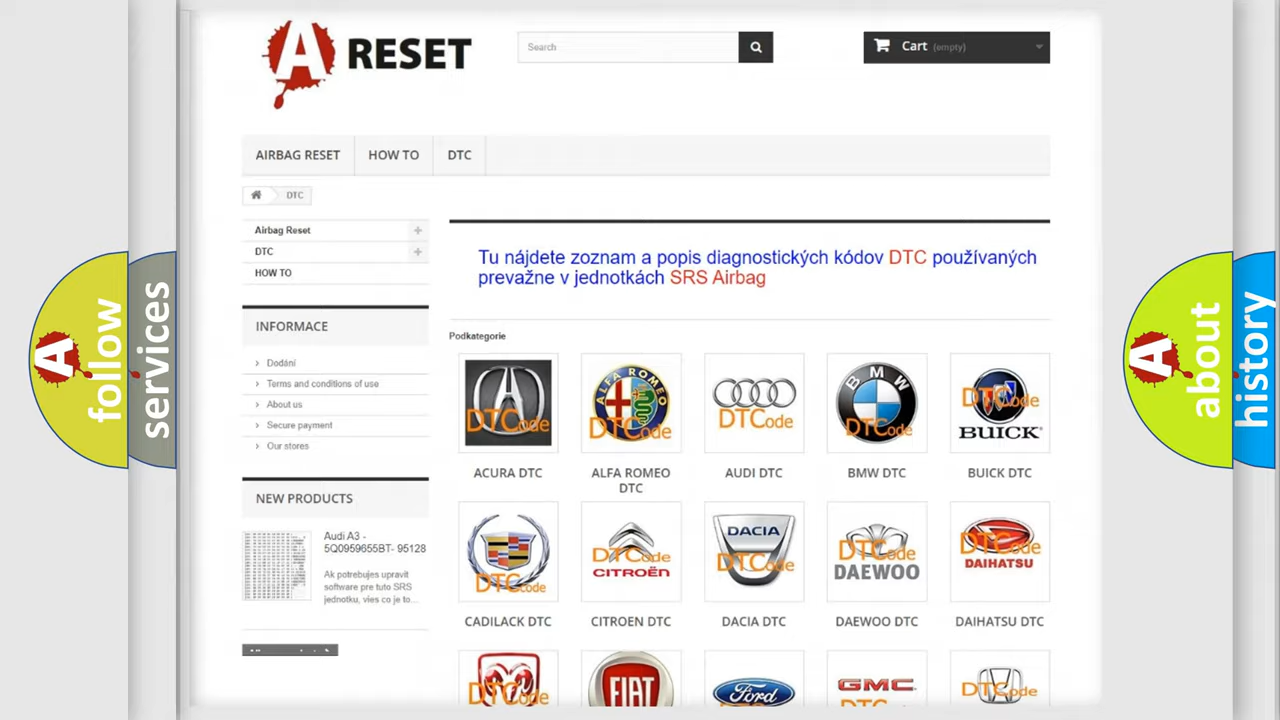 A RESET
Search
Cart (empty)
AIRBAG RESET
HOW TO
DTC
DTC
Airbag Reset
DTC
HOW TO
INFORMACE
Dodání
Terms and conditions of use
About us
Secure payment
Our stores
NEW PRODUCTS
Audi A3 -
5Q0959655BT- 95128
Ak potrebujes upravit
software pre tuto SRS
jednotku, vies co je to...
Tu nájdete zoznam a popis diagnostických kódov DTC používaných
prevažne v jednotkách SRS Airbag
Podkategorie
DTCode
ALFA ROMEO
DTCode
DTCode
BMW
DTCode
DTCode
BUICK
ACURA DTC
ALFA ROMEO
DTC
AUDI DTC
BMW DTC
BUICK DTC
DTCode
DTCode
CITROËN
DACIA
DTCode
DTCode
DAEWOO
DTCode
DAIHATSU
CADILACK DTC
CITROEN DTC
DACIA DTC
DAEWOO DTC
DAIHATSU DTC
DTCode
FIAT
Ford
GMC
DTCode
A follow
services
A about
history